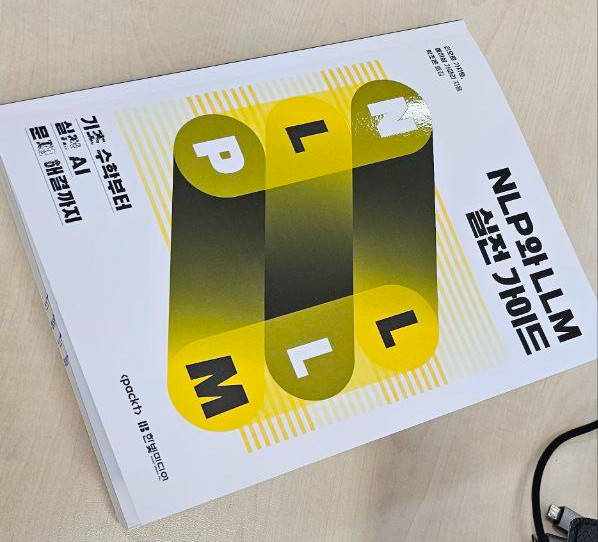 NLP와 LLM
실전 가이드
N
L
P
L
L
M
기초 수학부터
실전 AI
문제 해결까지
<packt>
한빛미디어